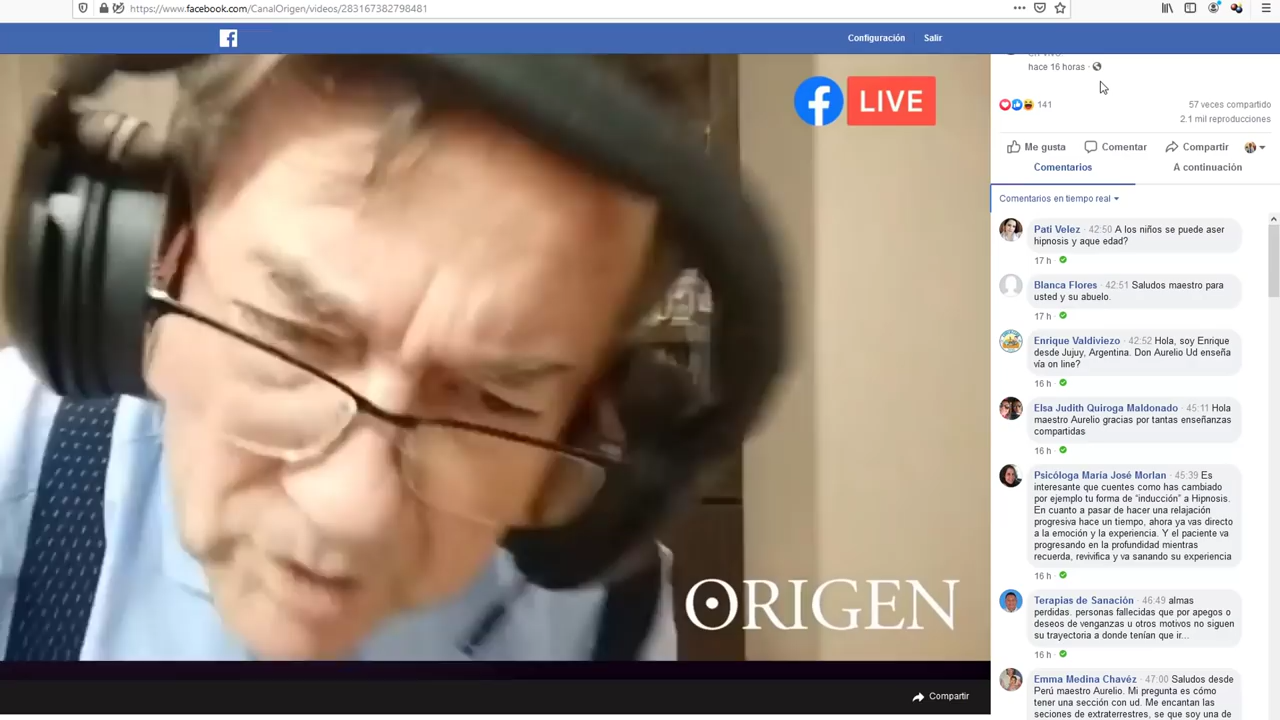 https://www.facebook.com/CanalOrigen/videos/283167382798481
Configuración
Salir
LIVE
ORIGEN
Compartir
hace 16 horas ·
141
57 veces compartido
2.1 mil reproducciones
Me gusta
Comentar
Compartir
Comentarios
A continuación
Comentarios en tiempo real
Pati Velez · 42:50 A los niños se puede aser
hipnosis y aque edad?
17 h ·
Blanca Flores · 42:51 Saludos maestro para
usted y su abuelo.
17 h ·
Enrique Valdiviezo · 42:52 Hola, soy Enrique
desde Jujuy, Argentina. Don Aurelio Ud enseña
vía on line?
16 h ·
Elsa Judith Quiroga Maldonado · 45:11 Hola
maestro Aurelio gracias por tantas enseñanzas
compartidas
16 h ·
Psicóloga María José Morlan · 45:39 Es
interesante que cuentes como has cambiado
por ejemplo tu forma de “inducción” a Hipnosis.
En cuanto a pasar de hacer una relajación
progresiva hace un tiempo, ahora ya vas directo
a la emoción y la experiencia. Y el paciente va
progresando en la profundidad mientras
recuerda, revivifica y va sanando su experiencia
16 h ·
Terapias de Sanación · 46:49 almas
perdidas. personas fallecidas que por apegos o
deseos de venganzas u otros motivos no siguen
su trayectoria a donde tenían que ir...
16 h ·
Emma Medina Chavéz · 47:00 Saludos desde
Perú maestro Aurelio. Mi pregunta es cómo
tener una sección con ud. Me encantan las
seciones de extraterrestres, se que soy una de